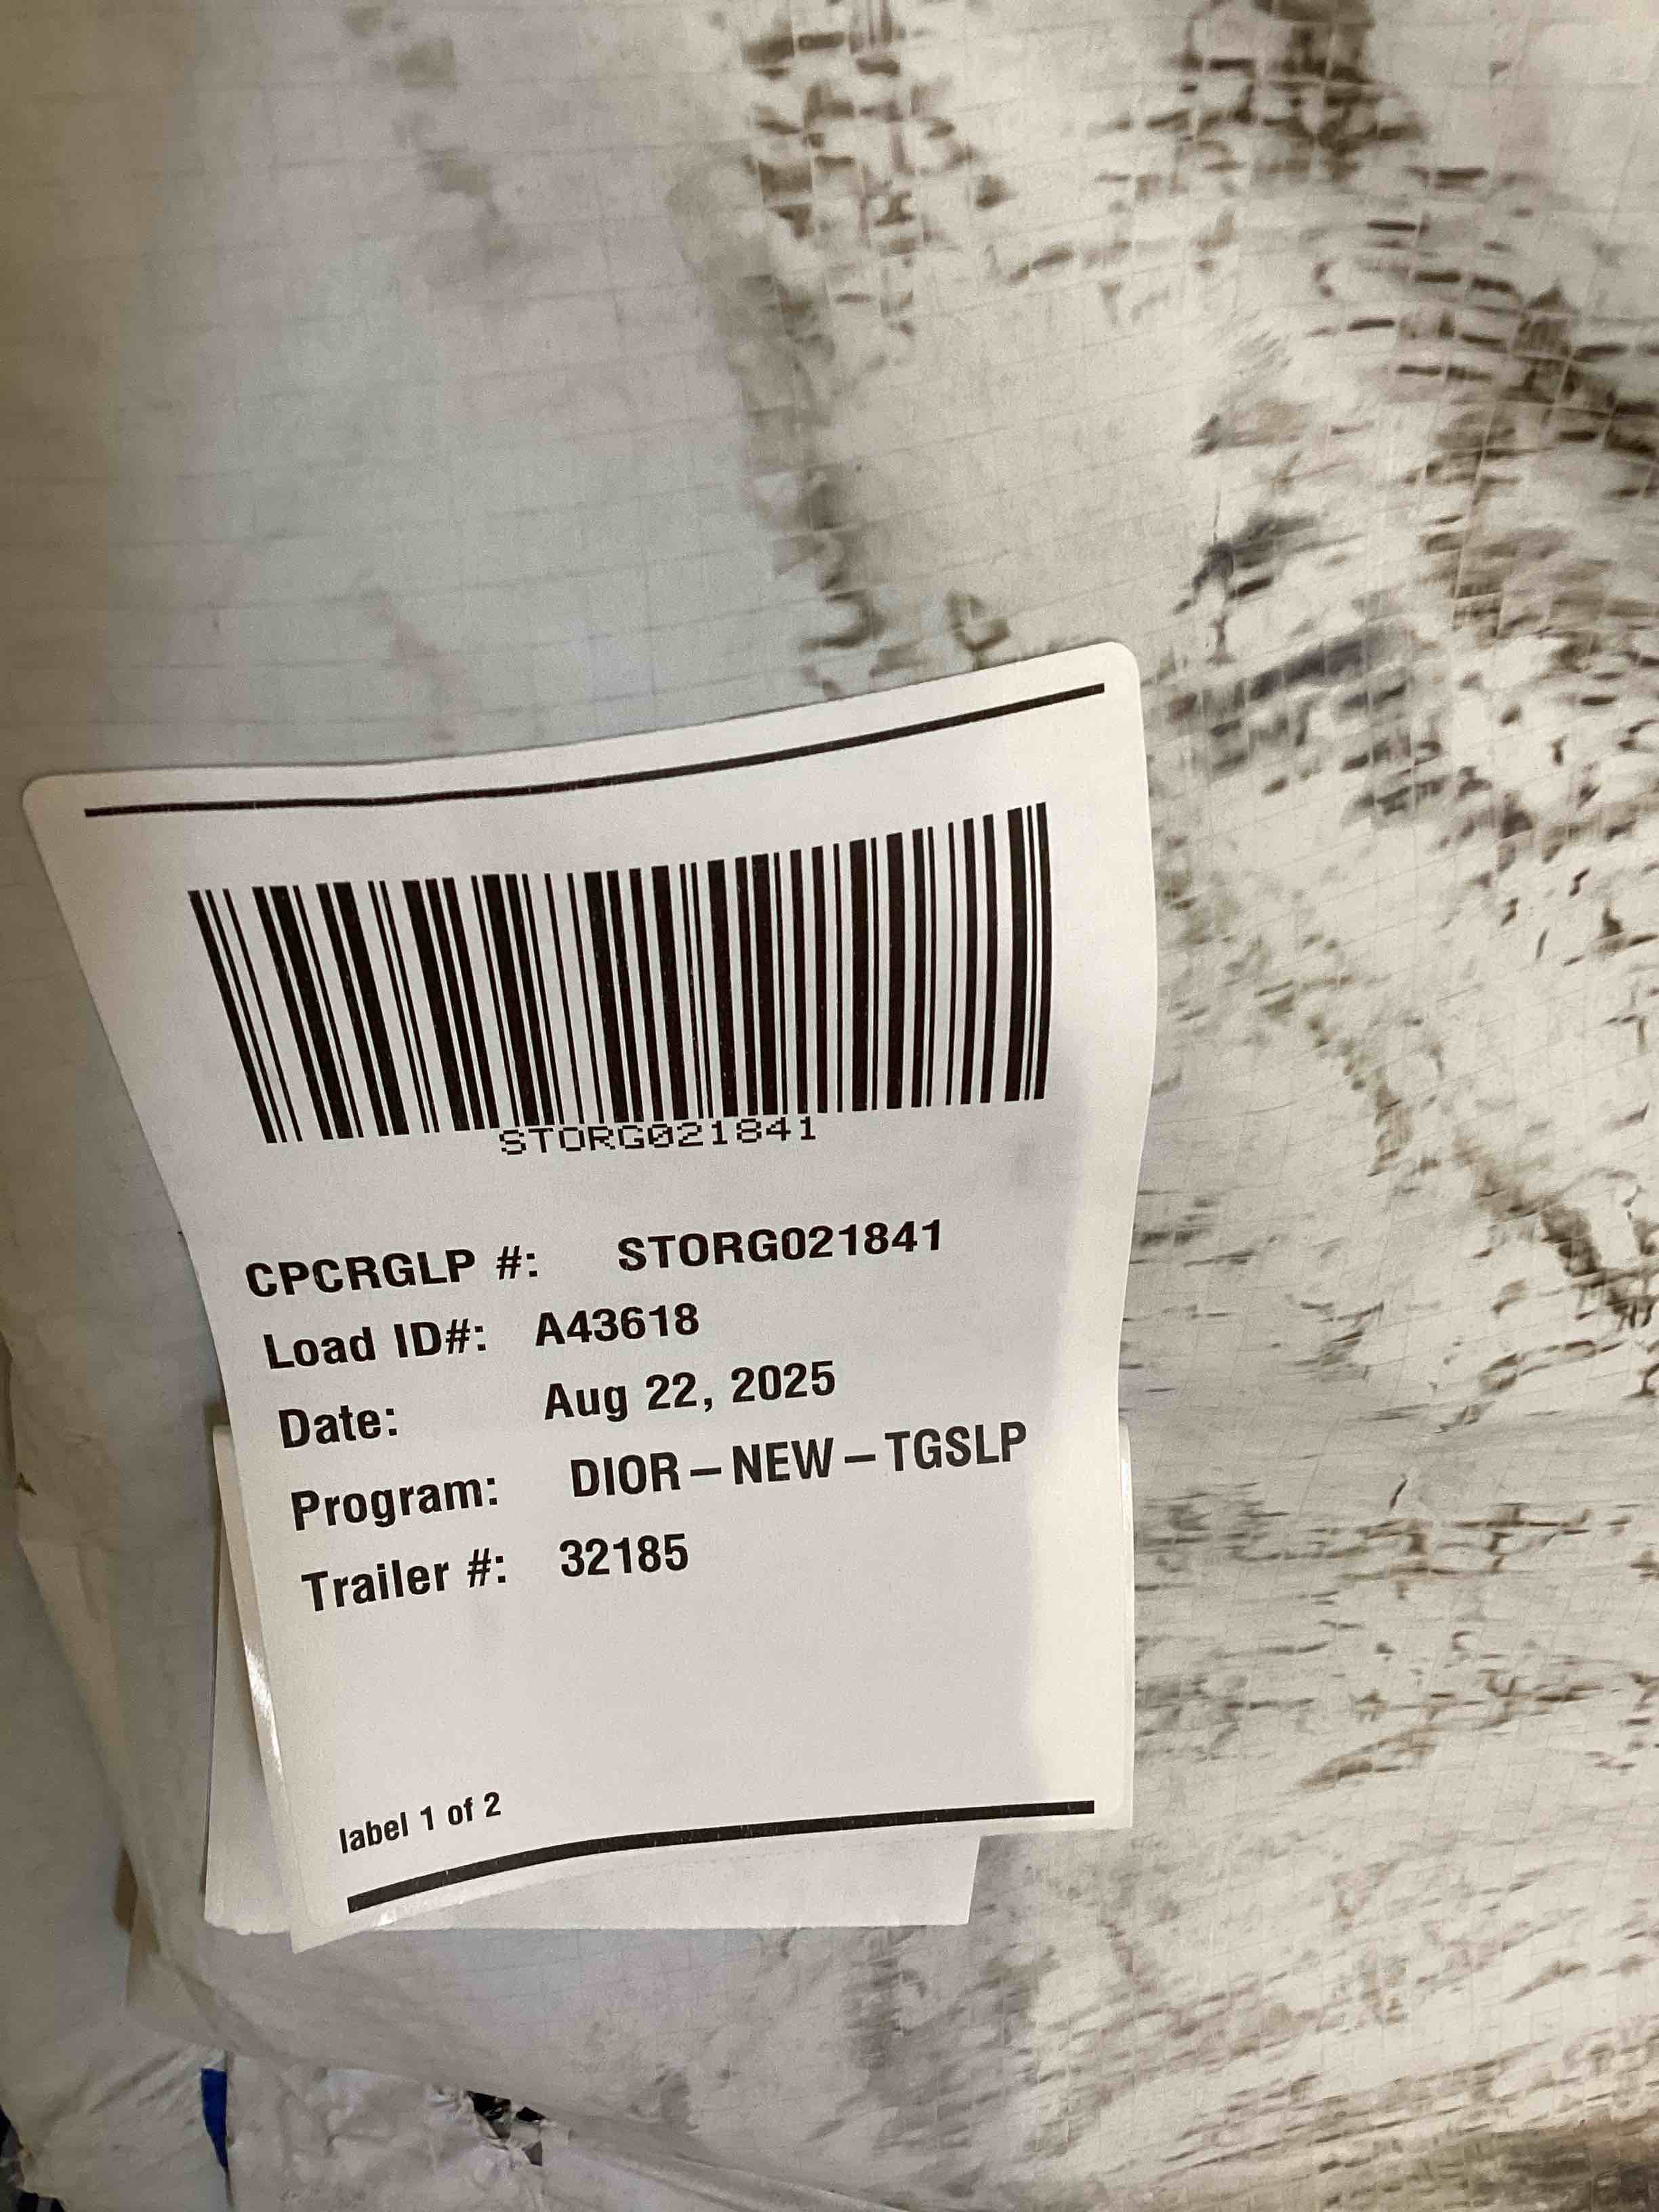 STORG021841
CPCRGLP #: STORG021841
Load ID#: A43618
Date: Aug 22, 2025
Program: DIOR – NEW – TGSLP
Trailer #: 32185
label 1 of 2